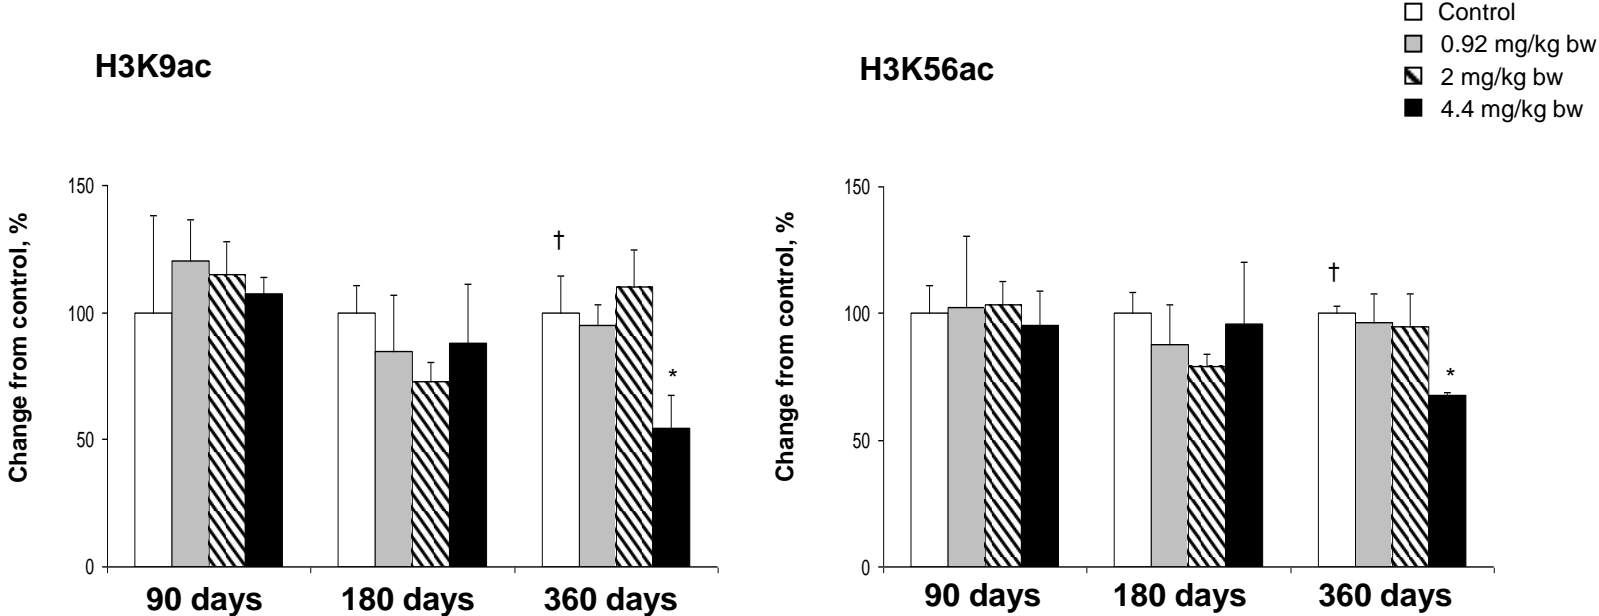 Control
0.92 mg/kg bw
2 mg/kg bw
4.4 mg/kg bw
H3K9ac
Change from control, %
150
100
50
0
†
*
90 days
180 days
360 days
H3K56ac
Change from control, %
150
100
50
0
†
*
90 days
180 days
360 days